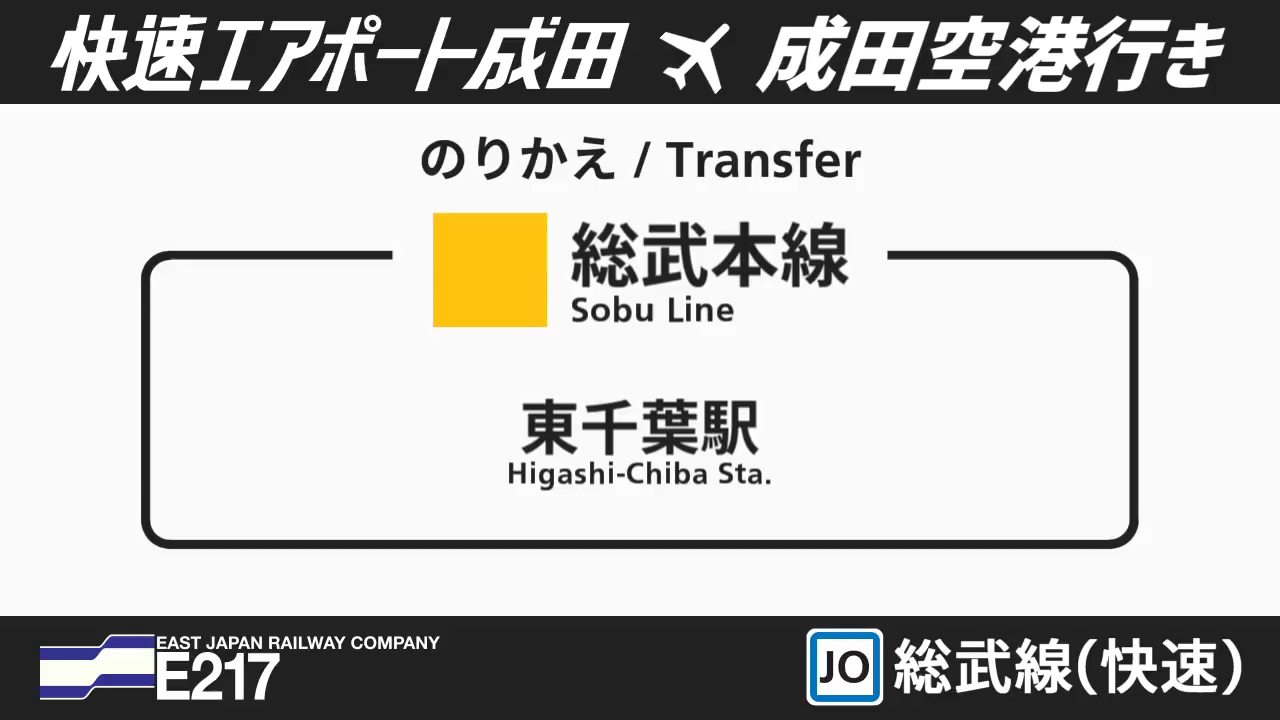 快速エアポート成田 ✈ 成田空港行き
のりかえ / Transfer
総武本線
Sobu Line
東千葉駅
Higashi-Chiba Sta.
EAST JAPAN RAILWAY COMPANY
E217
JO 総武線(快速)